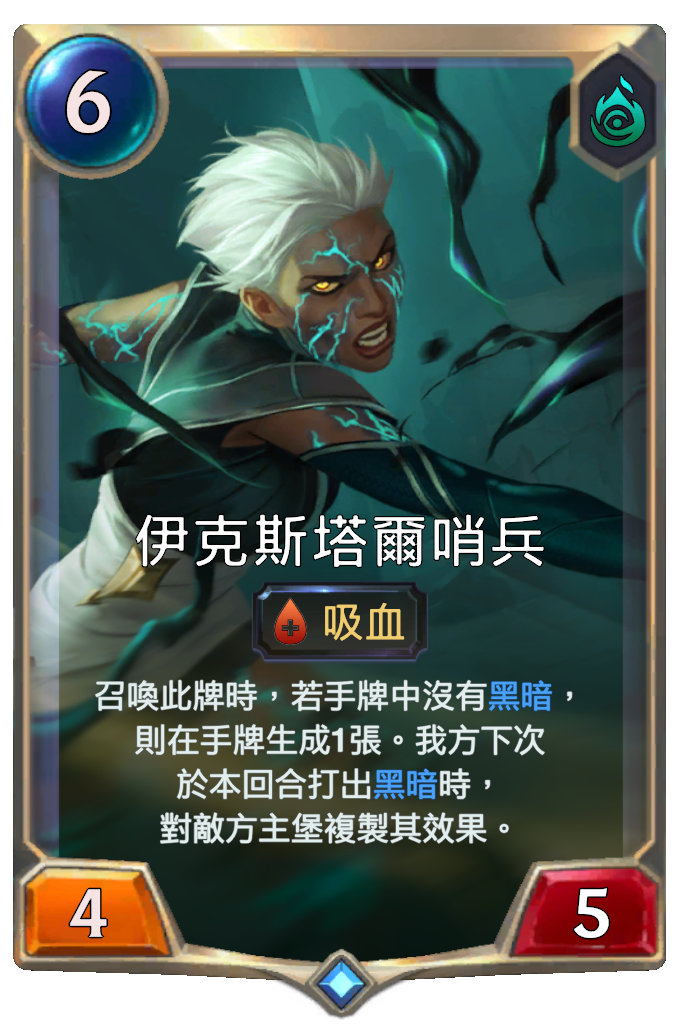 6
伊克斯塔爾哨兵
吸血
召喚此牌時，若手牌中沒有黑暗，
則在手牌生成1張。我方下次
於本回合打出黑暗時，
對敵方主堡複製其效果。
4
5